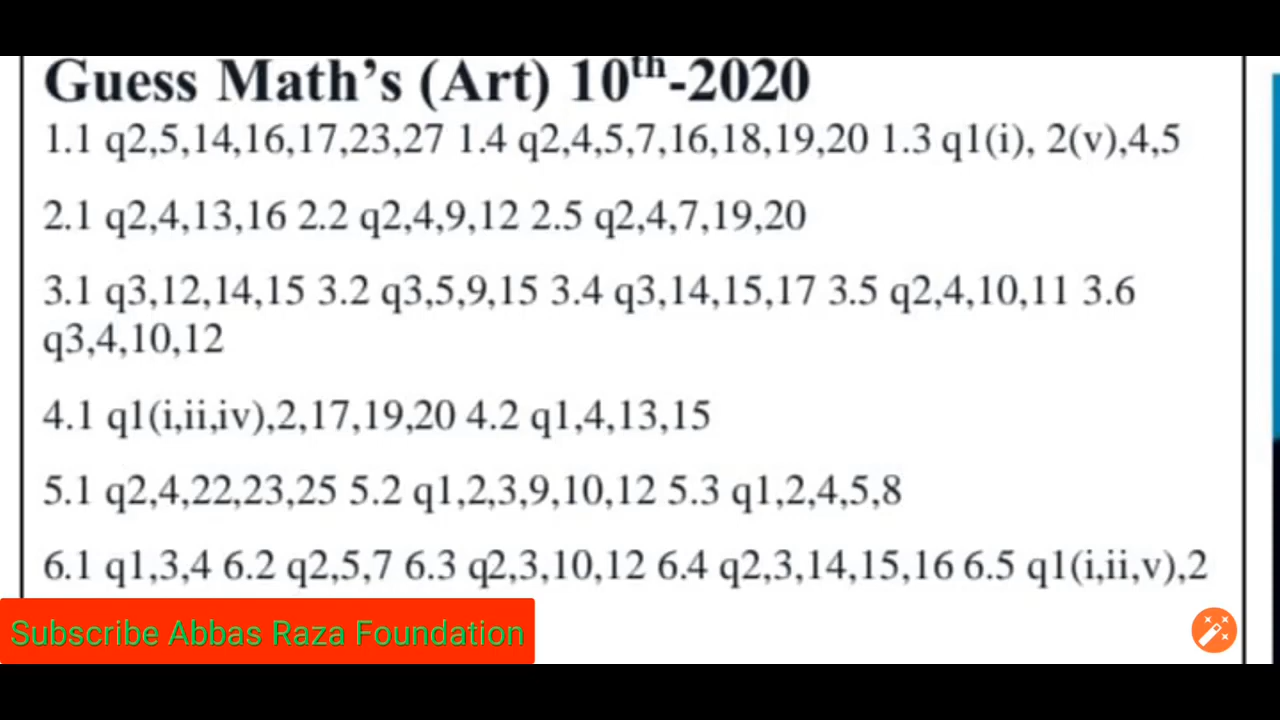 Guess Math's (Art) 10th-2020
1.1 q2,5,14,16,17,23,27 1.4 q2,4,5,7,16,18,19,20 1.3 q1(i), 2(v),4,5
2.1 q2,4,13,16 2.2 q2,4,9,12 2.5 q2,4,7,19,20
3.1 q3,12,14,15 3.2 q3,5,9,15 3.4 q3,14,15,17 3.5 q2,4,10,11 3.6
q3,4,10,12
4.1 q1(i,ii,iv),2,17,19,20 4.2 q1,4,13,15
5.1 q2,4,22,23,25 5.2 q1,2,3,9,10,12 5.3 q1,2,4,5,8
6.1 q1,3,4 6.2 q2,5,7 6.3 q2,3,10,12 6.4 q2,3,14,15,16 6.5 q1(i,ii,v),2
Subscribe Abbas Raza Foundation